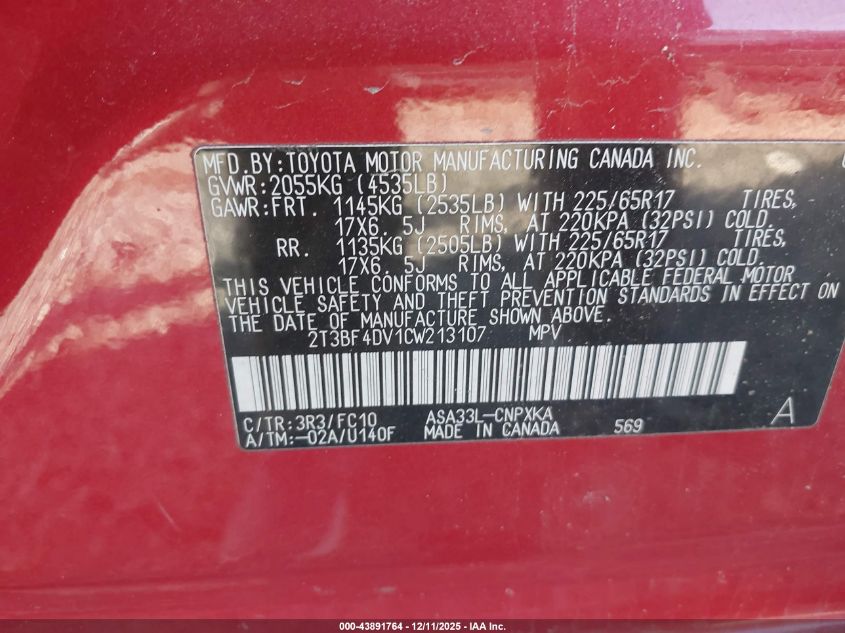 MFD.BY:TOYOTA MOTOR MANUFACTURING CANADA INC.
GVWR:2055KG (4535LB)
GAWR:FRT. 1145KG (2535LB) WITH 225/65R17 TIRES,
17X6. 5J RIMS, AT 220KPA (32PSI) COLD.
RR. 1135KG (2505LB) WITH 225/65R17 TIRES,
17X6. 5J RIMS, AT 220KPA (32PSI) COLD.
THIS VEHICLE CONFORMS TO ALL APPLICABLE FEDERAL MOTOR
VEHICLE SAFETY AND THEFT PREVENTION STANDARDS IN EFFECT ON
THE DATE OF MANUFACTURE SHOWN ABOVE.
2T3BF4DV1CW213107 MPV
C/TR:3R3/FC10 ASA33L-CNPXKA A
A/TM:-02A/U140F MADE IN CANADA 569
000-43891764 - 12/11/2025 - IAA Inc.